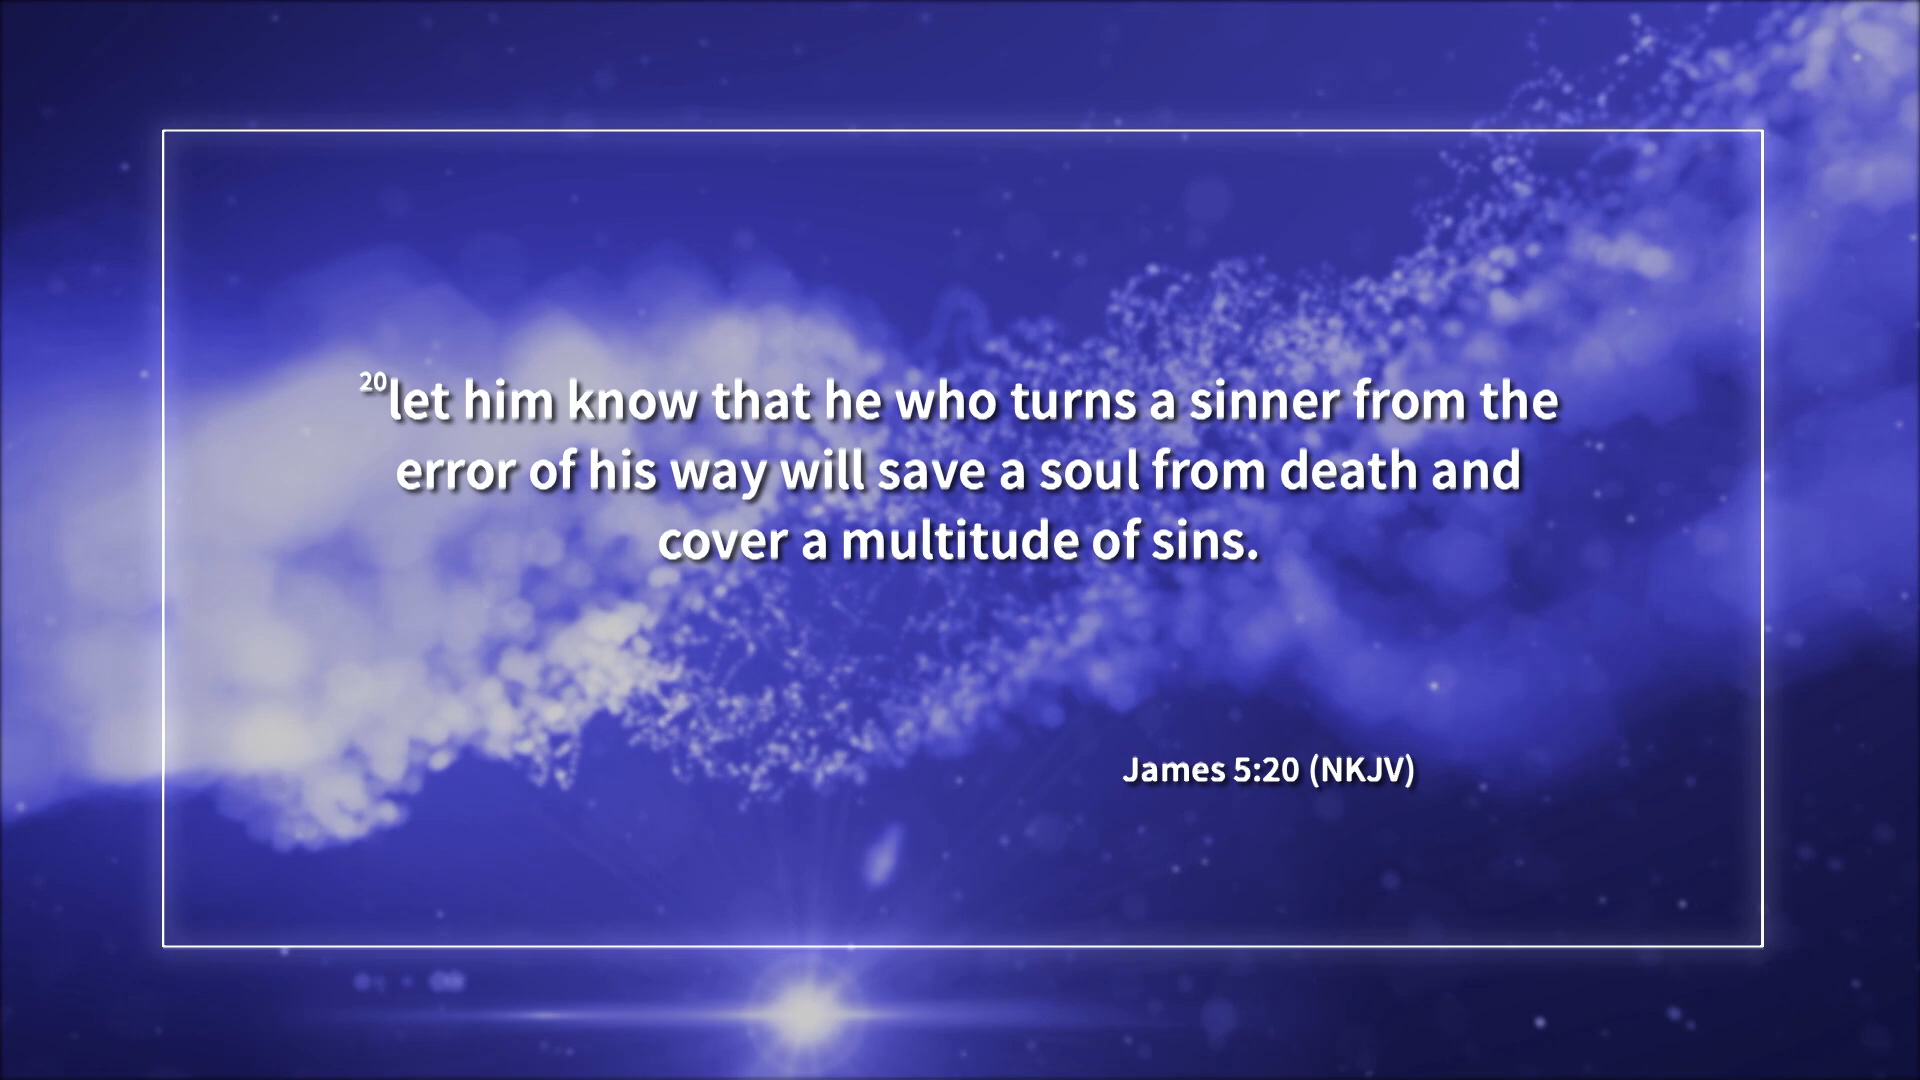 20let him know that he who turns a sinner from the
error of his way will save a soul from death and
cover a multitude of sins.
James 5:20 (NKJV)